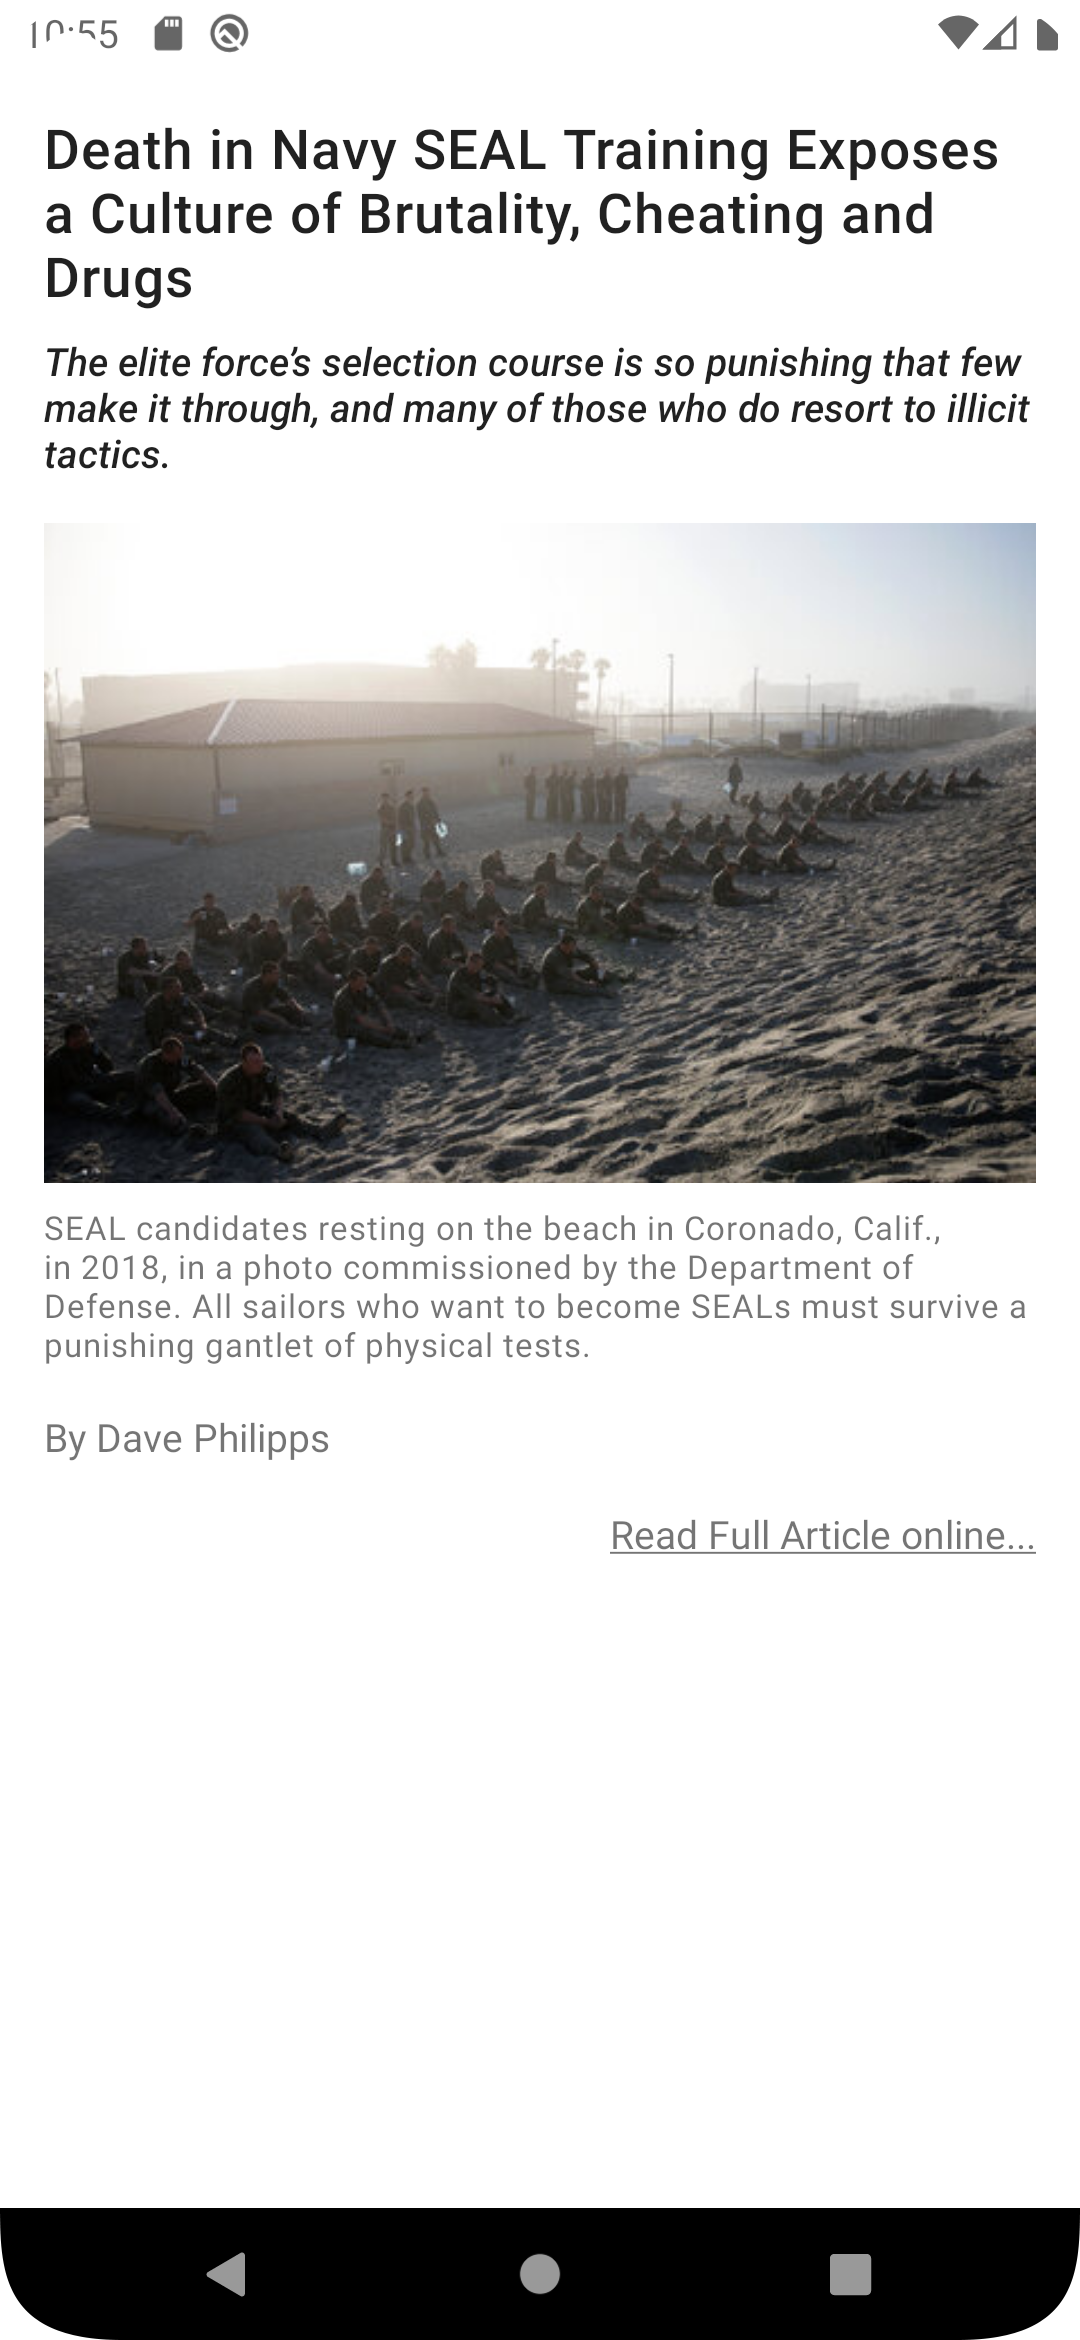 10:55
Death in Navy SEAL Training Exposes
a Culture of Brutality, Cheating and
Drugs
The elite force’s selection course is so punishing that few
make it through, and many of those who do resort to illicit
tactics.
SEAL candidates resting on the beach in Coronado, Calif.,
in 2018, in a photo commissioned by the Department of
Defense. All sailors who want to become SEALs must survive a
punishing gantlet of physical tests.
By Dave Philipps
Read Full Article online...